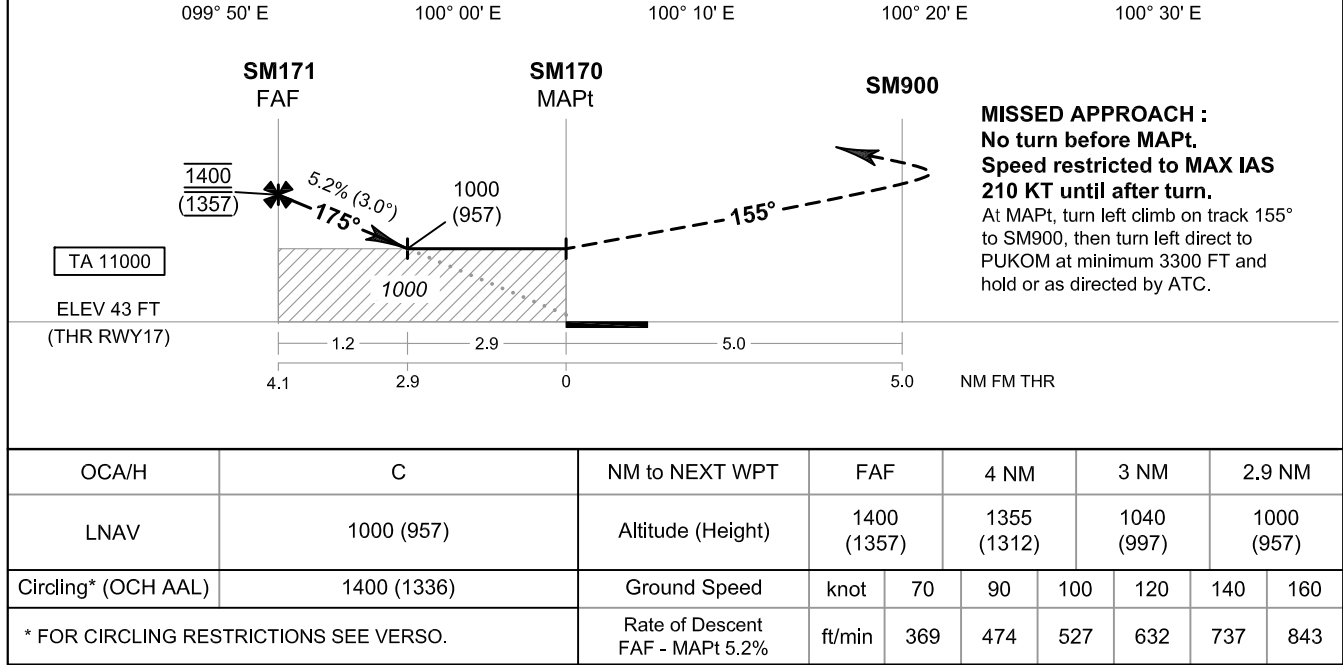 099° 50' E 100° 00' E 100° 10' E 100° 20' E 100° 30' E
SM171
FAF
SM170
MAPt
SM900
1400
(1357)
5.2% (3.0°)
175°
1000
(957)
155°
MISSED APPROACH :
No turn before MAPt.
Speed restricted to MAX IAS
210 KT until after turn.
At MAPt, turn left climb on track 155°
to SM900, then turn left direct to
PUKOM at minimum 3300 FT and
hold or as directed by ATC.
TA 11000
1000
ELEV 43 FT
(THR RWY17)
1.2 2.9 5.0
4.1 2.9 0 5.0 NM FM THR
OCA/H C NM to NEXT WPT FAF 4 NM 3 NM 2.9 NM
LNAV 1000 (957) Altitude (Height) 1400 1355 1040 1000
(1357) (1312) (997) (957)
Circling* (OCH AAL) 1400 (1336) Ground Speed knot 70 90 100 120 140 160
* FOR CIRCLING RESTRICTIONS SEE VERSO. Rate of Descent ft/min 369 474 527 632 737 843
FAF - MAPt 5.2%